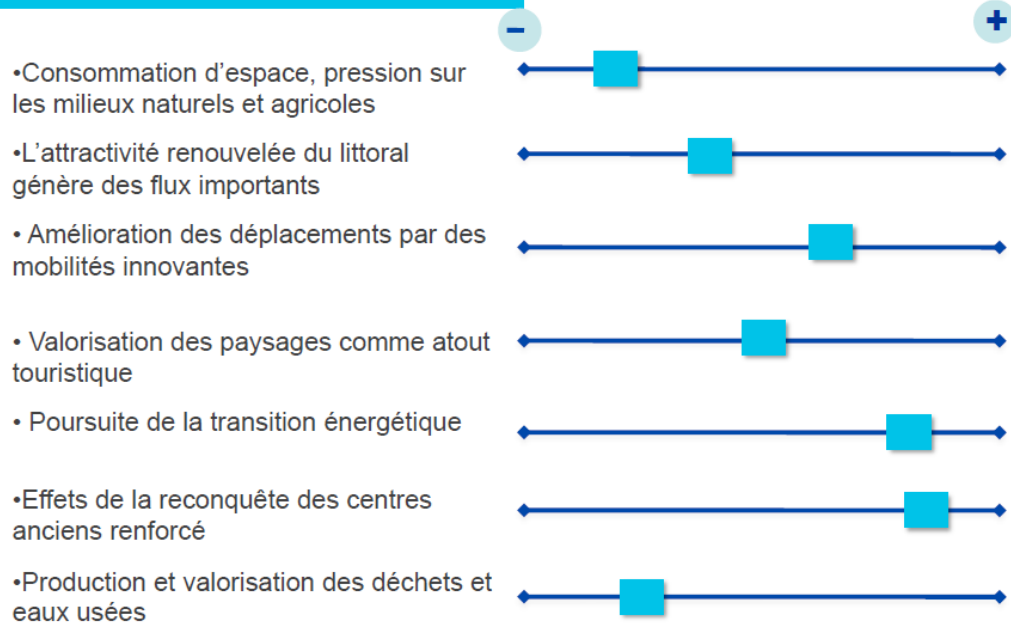 –
+
•Consommation d’espace, pression sur
les milieux naturels et agricoles
•L’attractivité renouvelée du littoral
génère des flux importants
• Amélioration des déplacements par des
mobilités innovantes
• Valorisation des paysages comme atout
touristique
• Poursuite de la transition énergétique
•Effets de la reconquête des centres
anciens renforcé
•Production et valorisation des déchets et
eaux usées